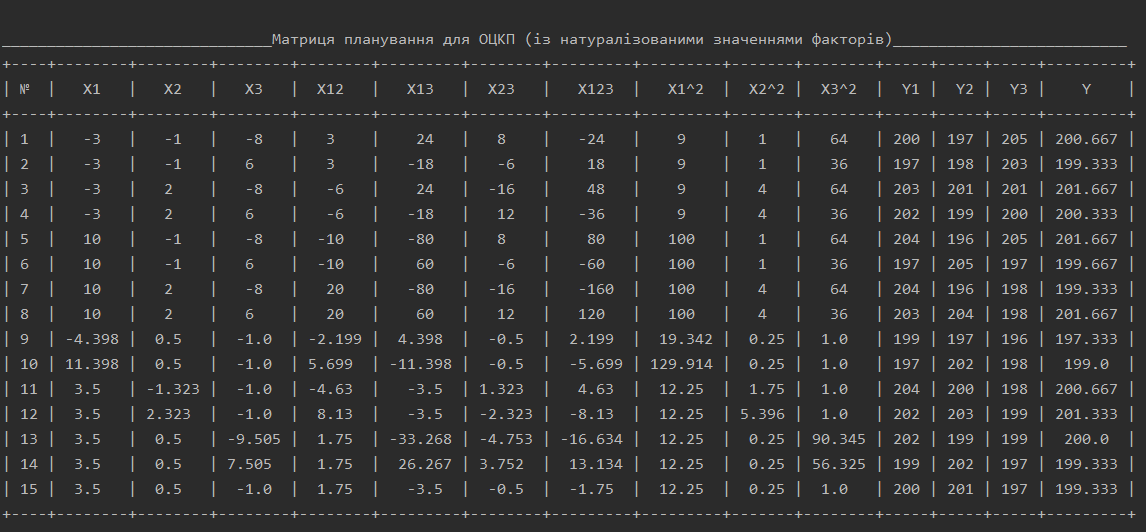 ______________________________Матриця планування для ОЦКП (із натуралізованими значеннями факторів)__________________________
+----+--------+--------+--------+--------+---------+--------+---------+---------+--------+--------+-----+-----+-----+---------+
| № | X1 | X2 | X3 | X12 | X13 | X23 | X123 | X1^2 | X2^2 | X3^2 | Y1 | Y2 | Y3 | Y |
+----+--------+--------+--------+--------+---------+--------+---------+---------+--------+--------+-----+-----+-----+---------+
| 1 | -3 | -1 | -8 | 3 | 24 | 8 | -24 | 9 | 1 | 64 | 200 | 197 | 205 | 200.667 |
| 2 | -3 | -1 | 6 | 3 | -18 | -6 | 18 | 9 | 1 | 36 | 197 | 198 | 203 | 199.333 |
| 3 | -3 | 2 | -8 | -6 | 24 | -16 | 48 | 9 | 4 | 64 | 203 | 201 | 201 | 201.667 |
| 4 | -3 | 2 | 6 | -6 | -18 | 12 | -36 | 9 | 4 | 36 | 202 | 199 | 200 | 200.333 |
| 5 | 10 | -1 | -8 | -10 | -80 | 8 | 80 | 100 | 1 | 64 | 204 | 196 | 205 | 201.667 |
| 6 | 10 | -1 | 6 | -10 | 60 | -6 | -60 | 100 | 1 | 36 | 197 | 205 | 197 | 199.667 |
| 7 | 10 | 2 | -8 | 20 | -80 | -16 | -160 | 100 | 4 | 64 | 204 | 196 | 198 | 199.333 |
| 8 | 10 | 2 | 6 | 20 | 60 | 12 | 120 | 100 | 4 | 36 | 203 | 204 | 198 | 201.667 |
| 9 | -4.398 | 0.5 | -1.0 | -2.199 | 4.398 | -0.5 | 2.199 | 19.342 | 0.25 | 1.0 | 199 | 197 | 196 | 197.333 |
| 10 | 11.398 | 0.5 | -1.0 | 5.699 | -11.398 | -0.5 | -5.699 | 129.914 | 0.25 | 1.0 | 197 | 202 | 198 | 199.0 |
| 11 | 3.5 | -1.323 | -1.0 | -4.63 | -3.5 | 1.323 | 4.63 | 12.25 | 1.75 | 1.0 | 204 | 200 | 198 | 200.667 |
| 12 | 3.5 | 2.323 | -1.0 | 8.13 | -3.5 | -2.323 | -8.13 | 12.25 | 5.396 | 1.0 | 202 | 203 | 199 | 201.333 |
| 13 | 3.5 | 0.5 | -9.505 | 1.75 | -33.268 | -4.753 | -16.634 | 12.25 | 0.25 | 90.345 | 202 | 199 | 199 | 200.0 |
| 14 | 3.5 | 0.5 | 7.505 | 1.75 | 26.267 | 3.752 | 13.134 | 12.25 | 0.25 | 56.325 | 199 | 202 | 197 | 199.333 |
| 15 | 3.5 | 0.5 | -1.0 | 1.75 | -3.5 | -0.5 | -1.75 | 12.25 | 0.25 | 1.0 | 200 | 201 | 197 | 199.333 |
+----+--------+--------+--------+--------+---------+--------+---------+---------+--------+--------+-----+-----+-----+---------+